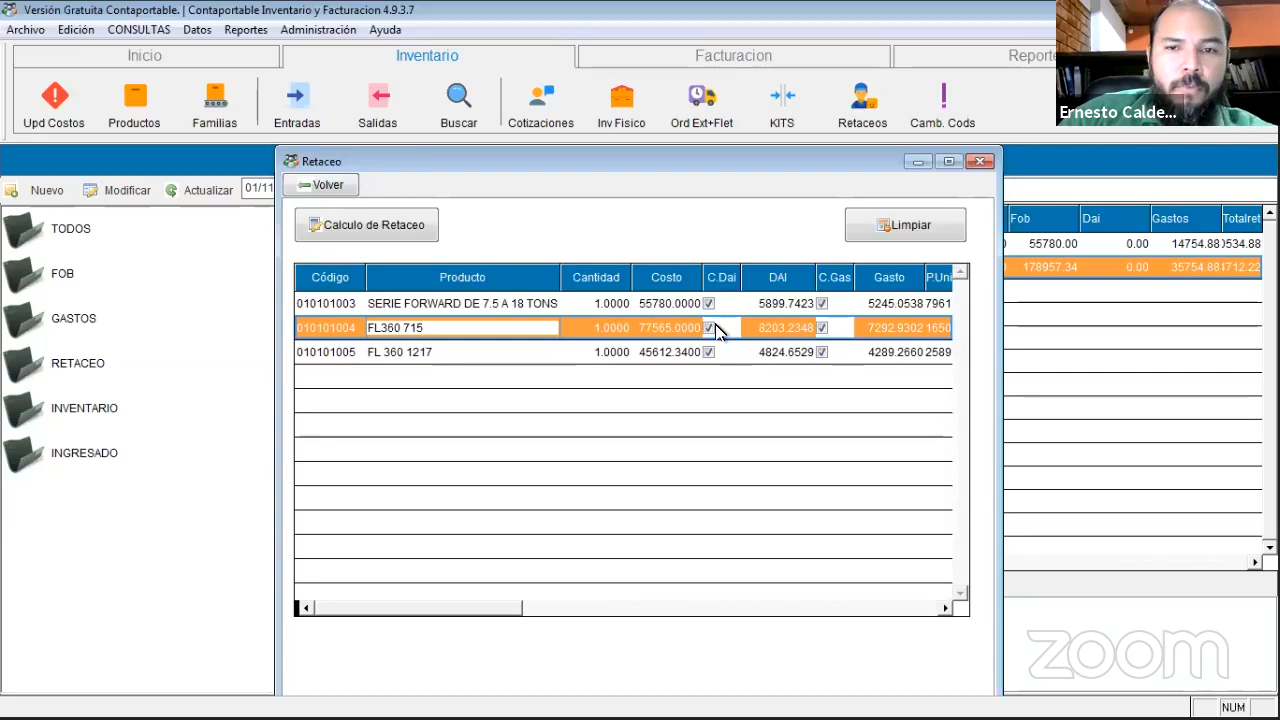 Versión Gratuita Contaportable. | Contaportable Inventario y Facturacion 4.9.3.7
Archivo Edición CONSULTAS Datos Reportes Administración Ayuda
Inicio Inventario Facturacion Reporte
Upd Costos Productos Familias Entradas Salidas Buscar Cotizaciones Inv Fisico Ord Ext+Flet KITS Retaceos Camb. Cods
Ernesto Calde...
Retaceo
Nuevo Modificar Actualizar 01/11
Volver
Calculo de Retaceo Limpiar
TODOS
FOB
GASTOS
RETACEO
INVENTARIO
INGRESADO
Código Producto Cantidad Costo C.Dai DAI C.Gas Gasto P.Uni
010101003 SERIE FORWARD DE 7.5 A 18 TONS 1.0000 55780.0000 5899.7423 5245.0538 7961
010101004 FL360 715 1.0000 77565.0000 8203.2348 7292.9302 1650
010101005 FL 360 1217 1.0000 45612.3400 4824.6529 4289.2660 2589
Fob Dai Gastos Totalret
55780.00 0.00 14754.88 0534.88
178957.34 0.00 35754.88 4712.22
zoom
NUM